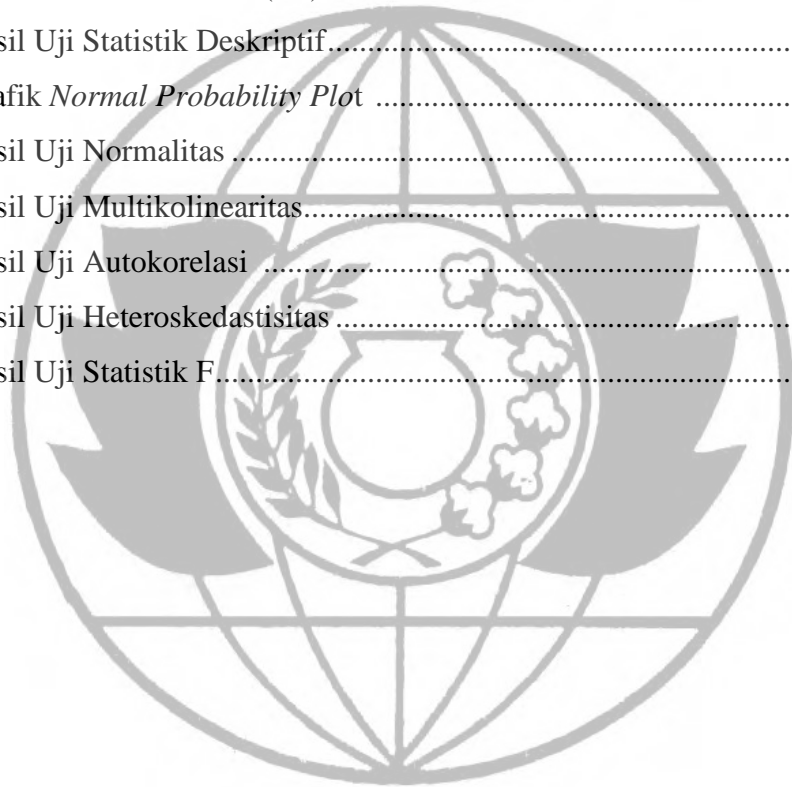 sil Uji Statistik Deskriptif.............................................................
afik Normal Probability Plot .......................................................
sil Uji Normalitas .........................................................................
sil Uji Multikolinearitas................................................................
sil Uji Autokorelasi .....................................................................
sil Uji Heteroskedastisitas ...........................................................
sil Uji Statistik F...........................................................................